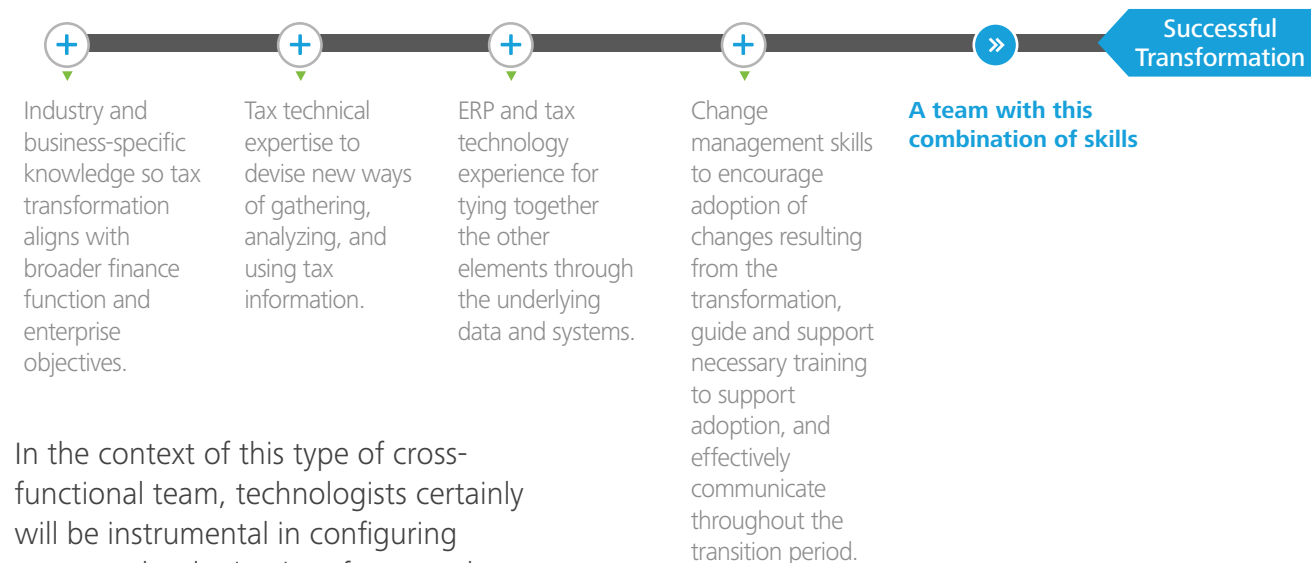 Successful
Transformation
Industry and
business-specific
knowledge so tax
transformation
aligns with
broader finance
function and
enterprise
objectives.
Tax technical
expertise to
devise new ways
of gathering,
analyzing, and
using tax
information.
ERP and tax
technology
experience for
tying together
the other
elements through
the underlying
data and systems.
Change
management skills
to encourage
adoption of
changes resulting
from the
transformation,
guide and support
necessary training
to support
adoption, and
effectively
communicate
throughout the
transition period.
A team with this
combination of skills
In the context of this type of cross-
functional team, technologists certainly
will be instrumental in configuring